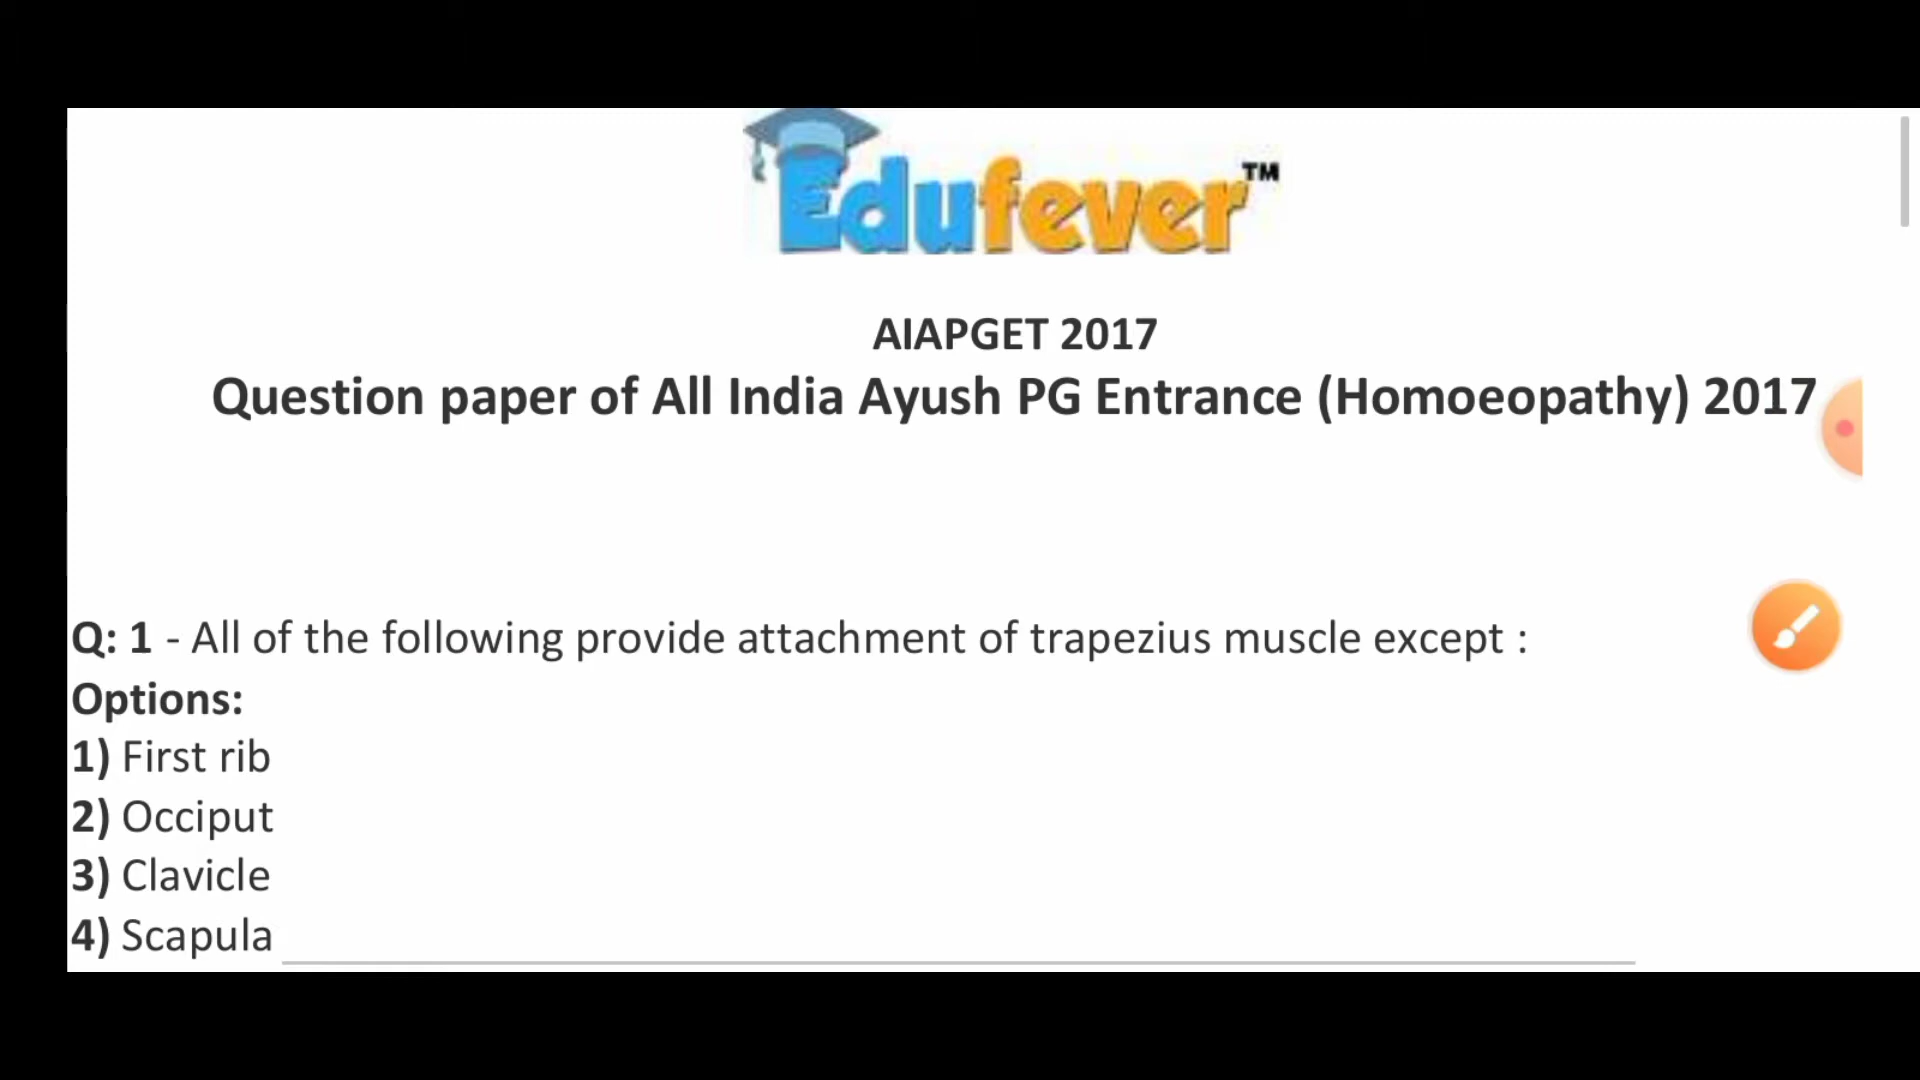 Edufever™
AIAPGET 2017
Question paper of All India Ayush PG Entrance (Homoeopathy) 2017
Q: 1 - All of the following provide attachment of trapezius muscle except :
Options:
1) First rib
2) Occiput
3) Clavicle
4) Scapula